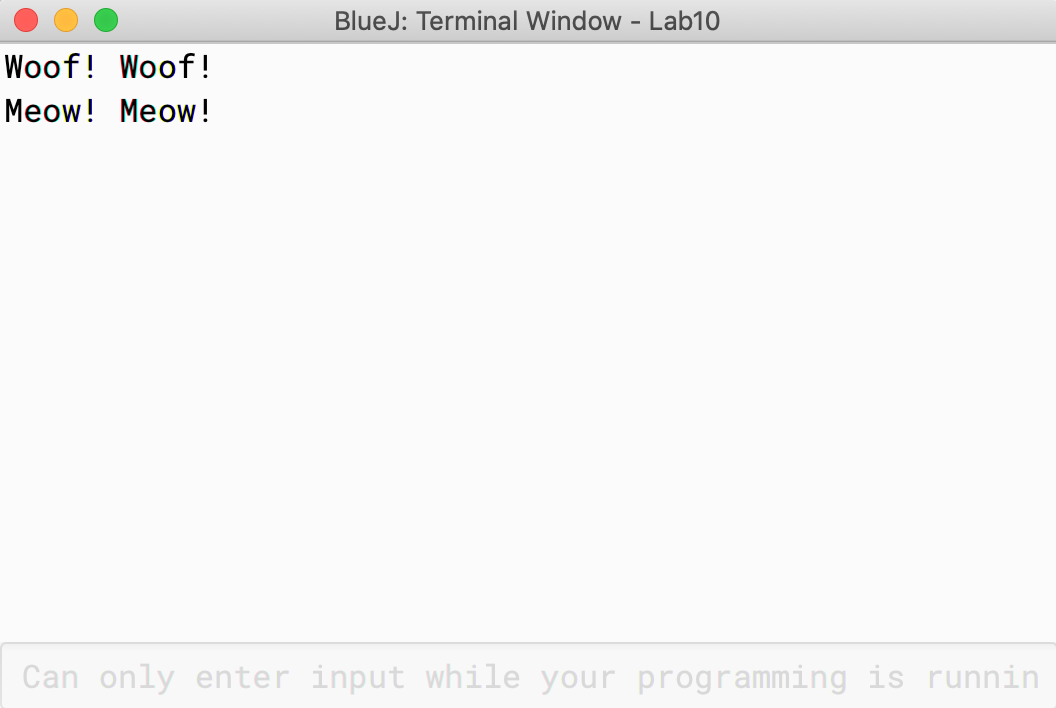 BlueJ: Terminal Window - Lab10
Woof! Woof!
Meow! Meow!
Can only enter input while your programming is runnin